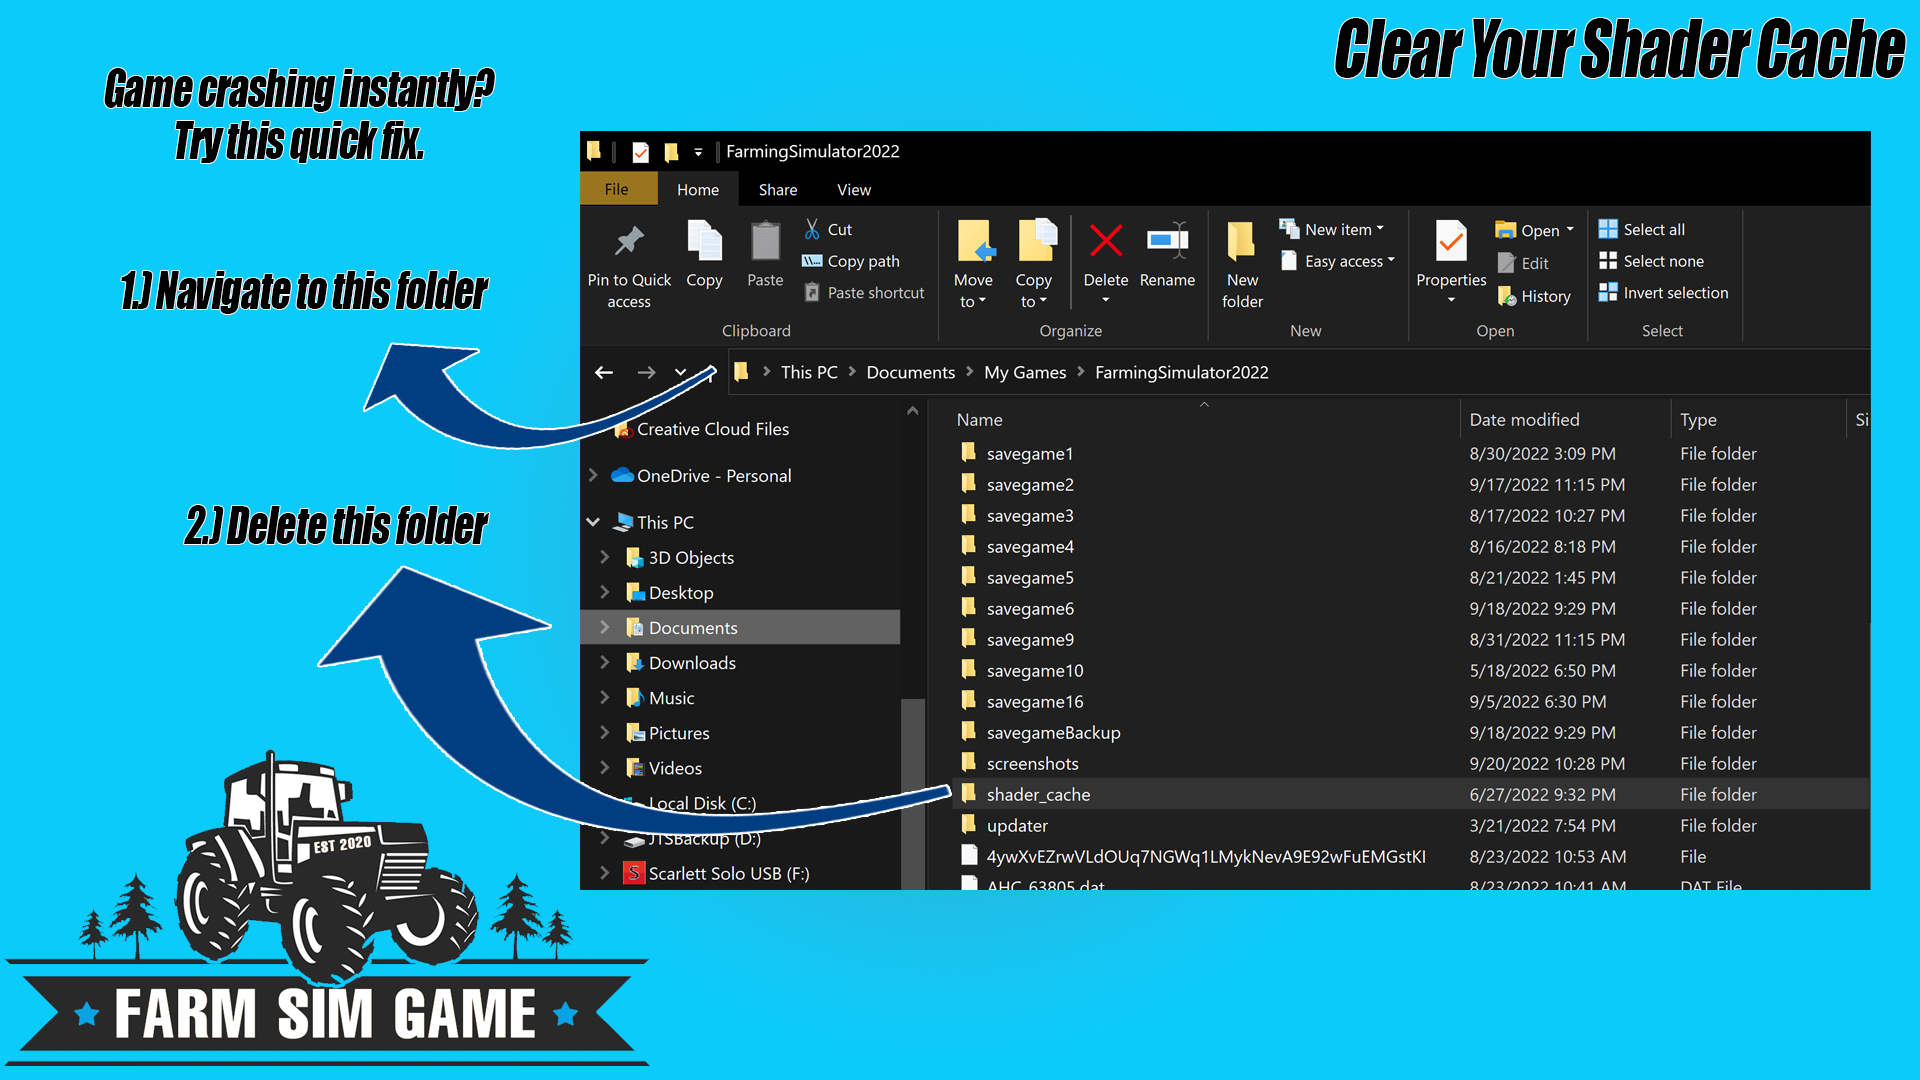 Clear Your Shader Cache
Game crashing instantly?
Try this quick fix.
1.) Navigate to this folder
2.) Delete this folder
FarmingSimulator2022
File Home Share View
Pin to Quick access
Copy
Paste
Cut
Copy path
Paste shortcut
Clipboard
Move to
Copy to
Delete
Rename
Organize
New folder
New item
Easy access
New
Properties
Open
Edit
History
Open
Select all
Select none
Invert selection
Select
This PC > Documents > My Games > FarmingSimulator2022
Creative Cloud Files
OneDrive - Personal
This PC
3D Objects
Desktop
Documents
Downloads
Music
Pictures
Videos
Local Disk (C:)
JTSBackup (D:)
Scarlett Solo USB (F:)
Name Date modified Type Si
savegame1 8/30/2022 3:09 PM File folder
savegame2 9/17/2022 11:15 PM File folder
savegame3 8/17/2022 10:27 PM File folder
savegame4 8/16/2022 8:18 PM File folder
savegame5 8/21/2022 1:45 PM File folder
savegame6 9/18/2022 9:29 PM File folder
savegame9 8/31/2022 11:15 PM File folder
savegame10 5/18/2022 6:50 PM File folder
savegame16 9/5/2022 6:30 PM File folder
savegameBackup 9/18/2022 9:29 PM File folder
screenshots 9/20/2022 10:28 PM File folder
shader_cache 6/27/2022 9:32 PM File folder
updater 3/21/2022 7:54 PM File folder
4ywXvEZrwVLdOUq7NGWq1LMykNevA9E92wFuEMGstKI 8/23/2022 10:53 AM File
AHC_63805.dat 8/23/2022 10:41 AM DAT File
EST 2020
FARM SIM GAME